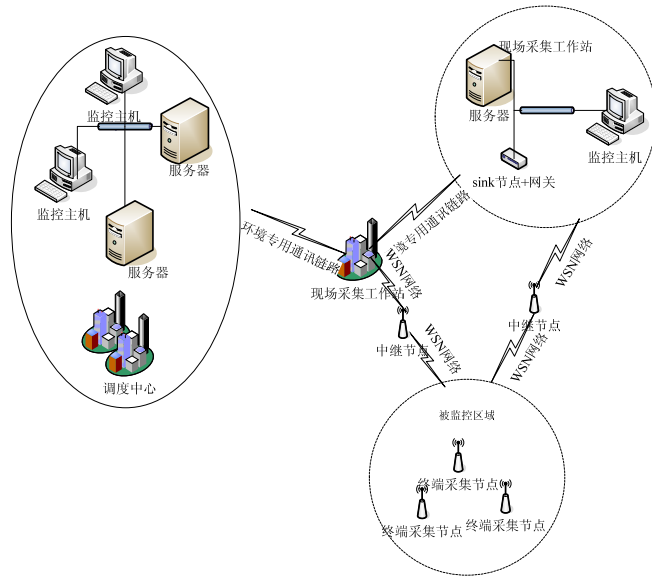 监控主机
服务器
监控主机
服务器
调度中心
环境专用通讯链路
现场采集工作站
境专用通讯链路
WSN网络
中继节点
WSN网络
现场采集工作站
服务器
监控主机
sink节点+网关
WSN网络
中继节点
WSN网络
被监控区域
终端采集节点
终端采集节点
终端采集节点